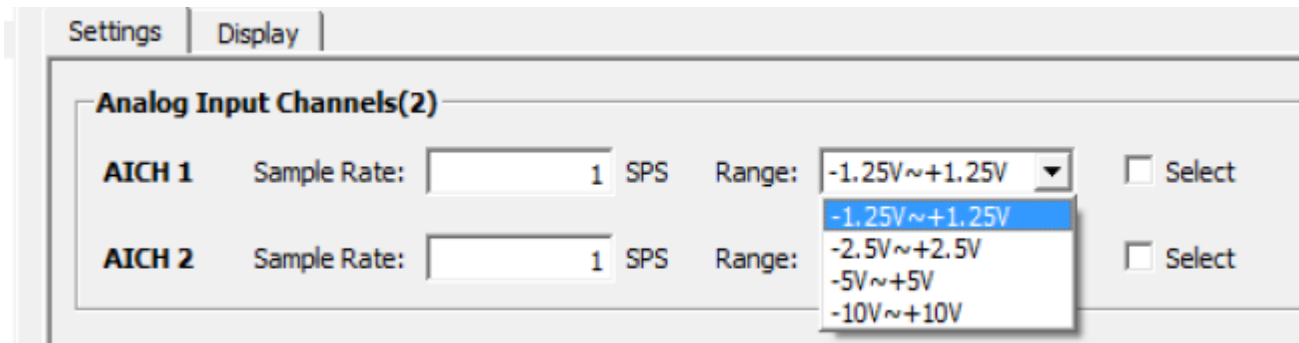 Settings Display
Analog Input Channels(2)
AICH 1 Sample Rate: 1 SPS Range: -1.25V~+1.25V Select
-1.25V~+1.25V
AICH 2 Sample Rate: 1 SPS Range: -2.5V~+2.5V Select
-5V~+5V
-10V~+10V